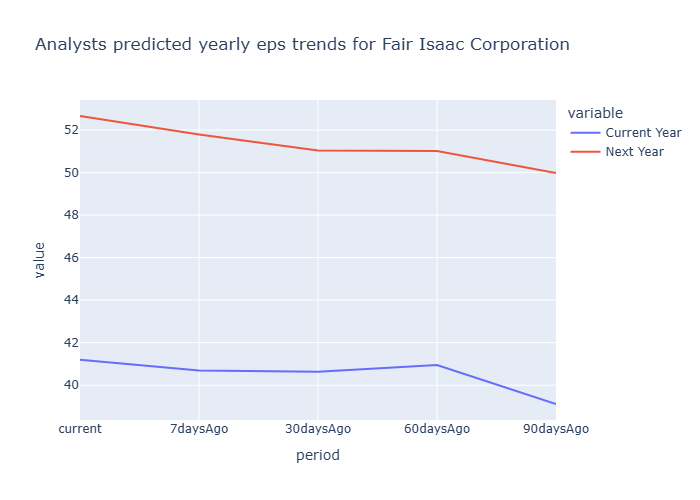 Analysts predicted yearly eps trends for Fair Isaac Corporation
variable
Current Year
Next Year
value
52
50
48
46
44
42
40
current 7daysAgo 30daysAgo 60daysAgo 90daysAgo
period